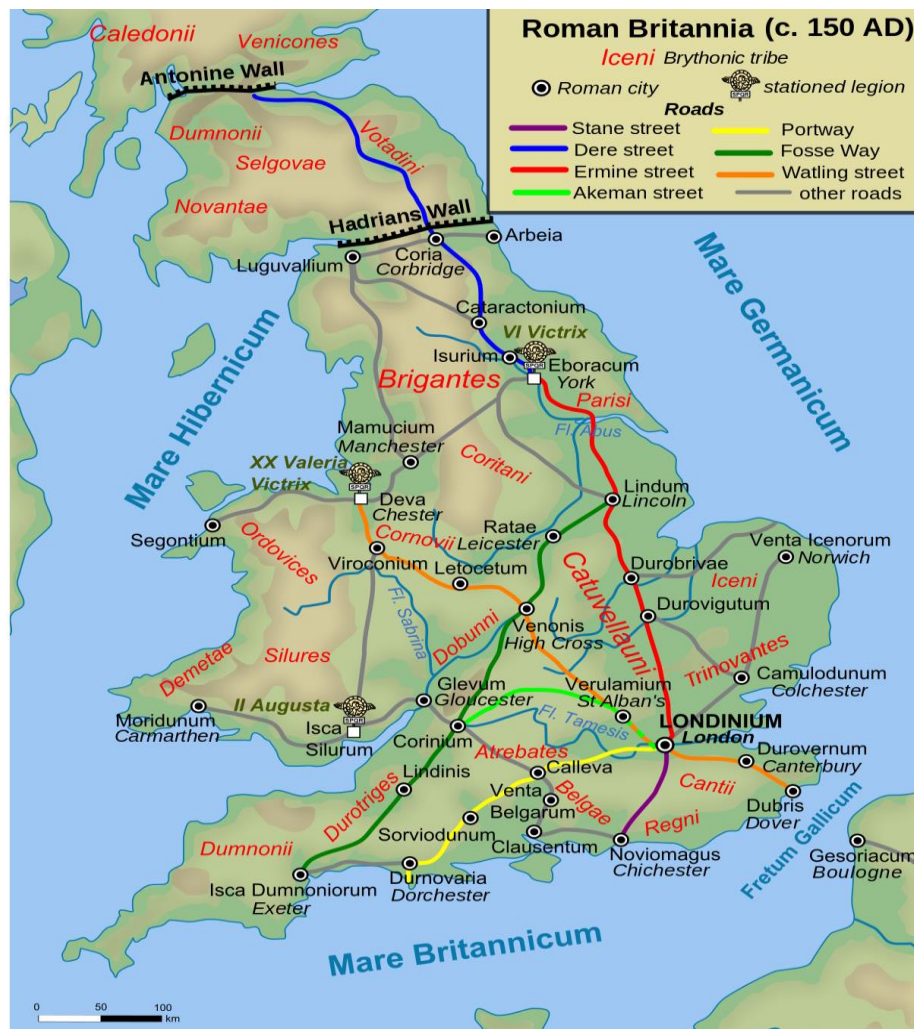 Roman Britannia (c. 150 AD)
Iceni Brythonic tribe
Roman city
SPQR
stationed legion
Roads
Stane street
Portway
Dere street
Fosse Way
Ermine street
Watling street
Akeman street
other roads
Caledonii
Venicones
Antonine Wall
Dumnonii
Votadini
Selgovae
Novantae
Hadrians Wall
Arbeia
Luguvallium
Coria
Corbridge
Mare Germanicum
Mare Hibernicum
Cataractonium
VI Victrix
SPQR
Isurium
Eboracum
York
Brigantes
Parisi
Fl. Abus
Mamucium
Manchester
XX Valeria
Victrix
SPQR
Coritani
Deva
Chester
Lindum
Lincoln
Segontium
Ordovices
Cornovii
Ratae
Leicester
Venta Icenorum
Norwich
Viroconium
Letocetum
Catuvellauni
Durobrivae
Iceni
Fl. Sabrina
Dobunni
Venonis
High Cross
Durovigutum
Trinovantes
Demetae
Silures
Camulodunum
Colchester
II Augusta
SPQR
Glevum
Gloucester
Verulamium
St Alban's
Moridunum
Carmarthen
Isca
Silurum
Corinium
Fl. Tamesis
LONDINIUM
London
Atrebates
Durovernum
Canterbury
Lindinis
Calleva
Cantii
Durotriges
Venta
Belgarum
Belgae
Dubris
Dover
Sorviodunum
Regni
Dumnonii
Clausentum
Noviomagus
Chichester
Fretum Gallicum
Gesoriacum
Boulogne
Isca Dumnoniorum
Exeter
Durnovaria
Dorchester
Mare Britannicum
0 50 100
km